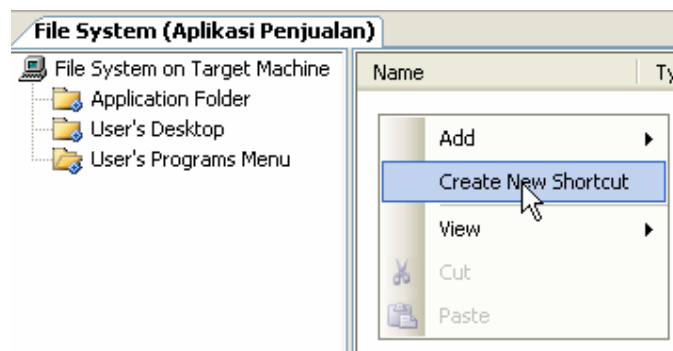 File System (Aplikasi Penjualan)
File System on Target Machine
Application Folder
User's Desktop
User's Programs Menu
Name
Ty
Add
Create New Shortcut
View
Cut
Paste